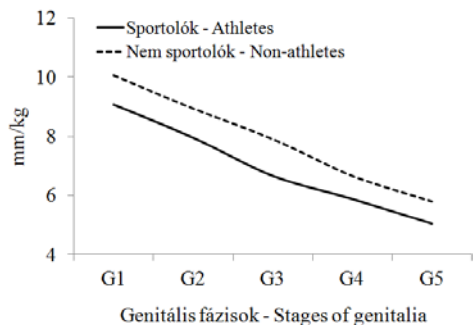 12
10
8
6
4
mm/kg
Sportolók - Athletes
Nem sportolók - Non-athletes
G1 G2 G3 G4 G5
Genitális fázisok - Stages of genitalia